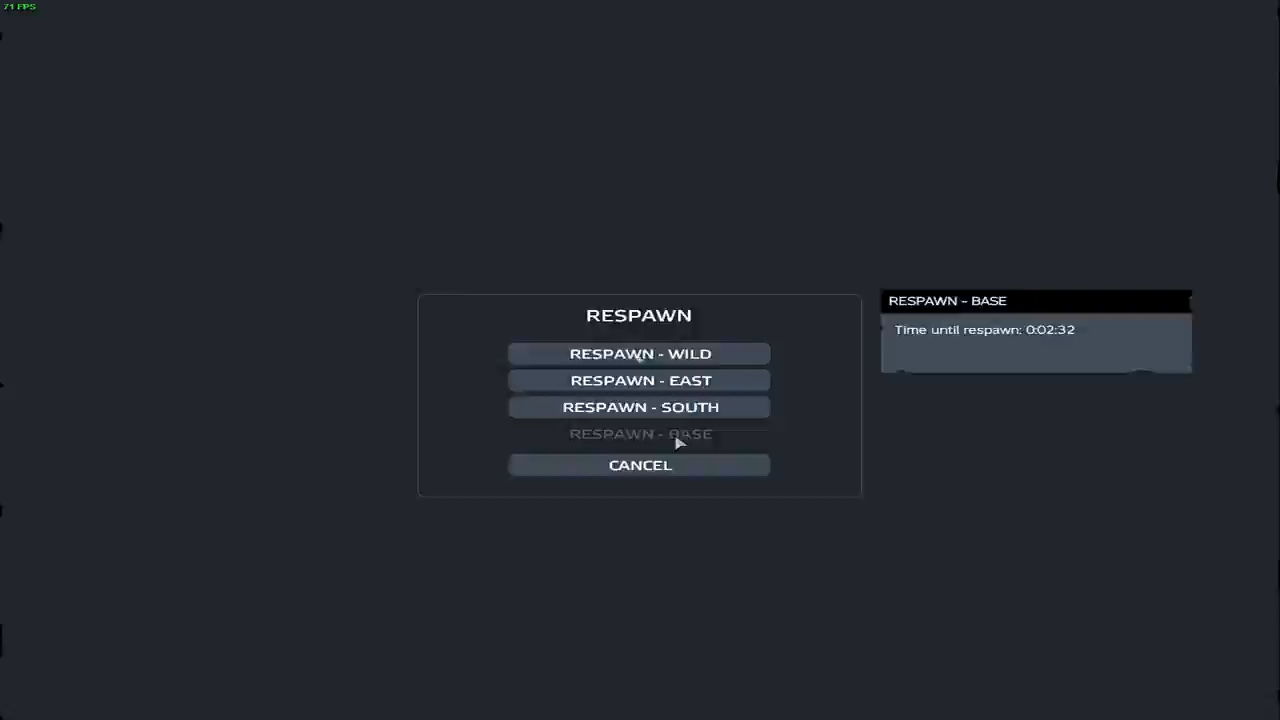 71 FPS
RESPAWN
RESPAWN - WILD
RESPAWN - EAST
RESPAWN - SOUTH
RESPAWN - BASE
CANCEL
RESPAWN - BASE
Time until respawn: 0:02:32